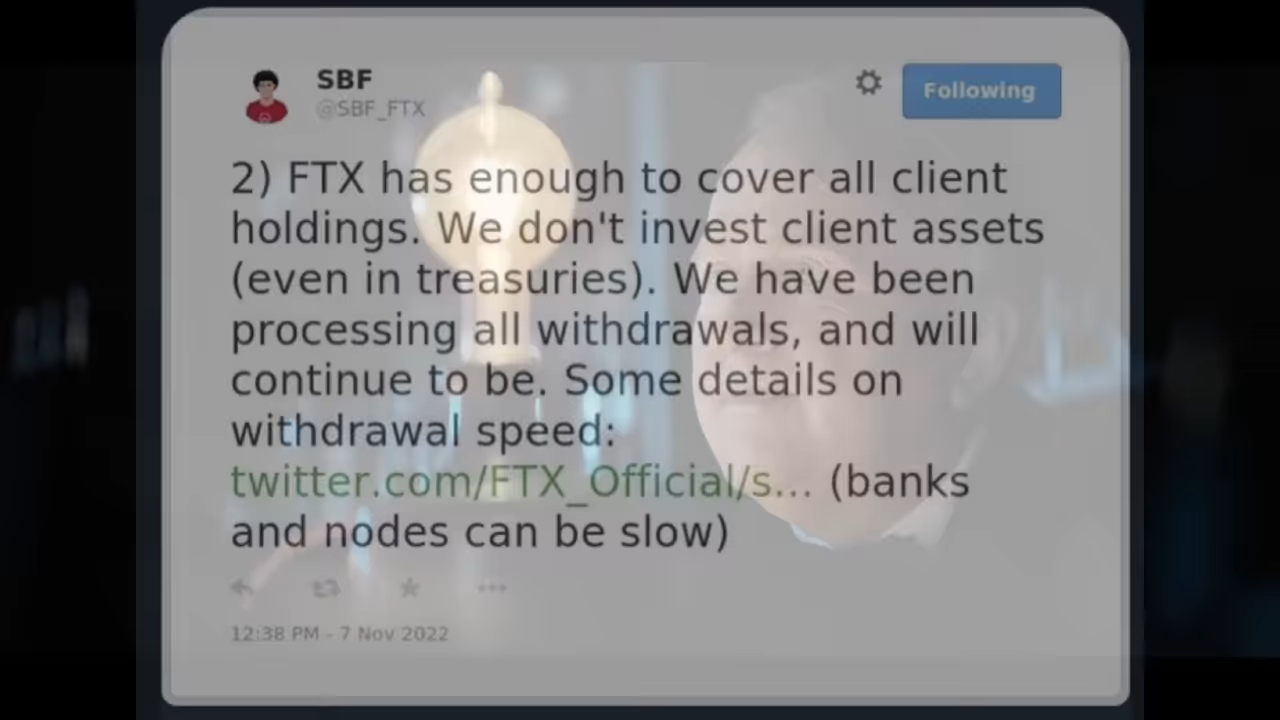 SBF
@SBF_FTX
Following
2) FTX has enough to cover all client
holdings. We don't invest client assets
(even in treasuries). We have been
processing all withdrawals, and will
continue to be. Some details on
withdrawal speed:
twitter.com/FTX_Official/s... (banks
and nodes can be slow)
12:38 PM - 7 Nov 2022